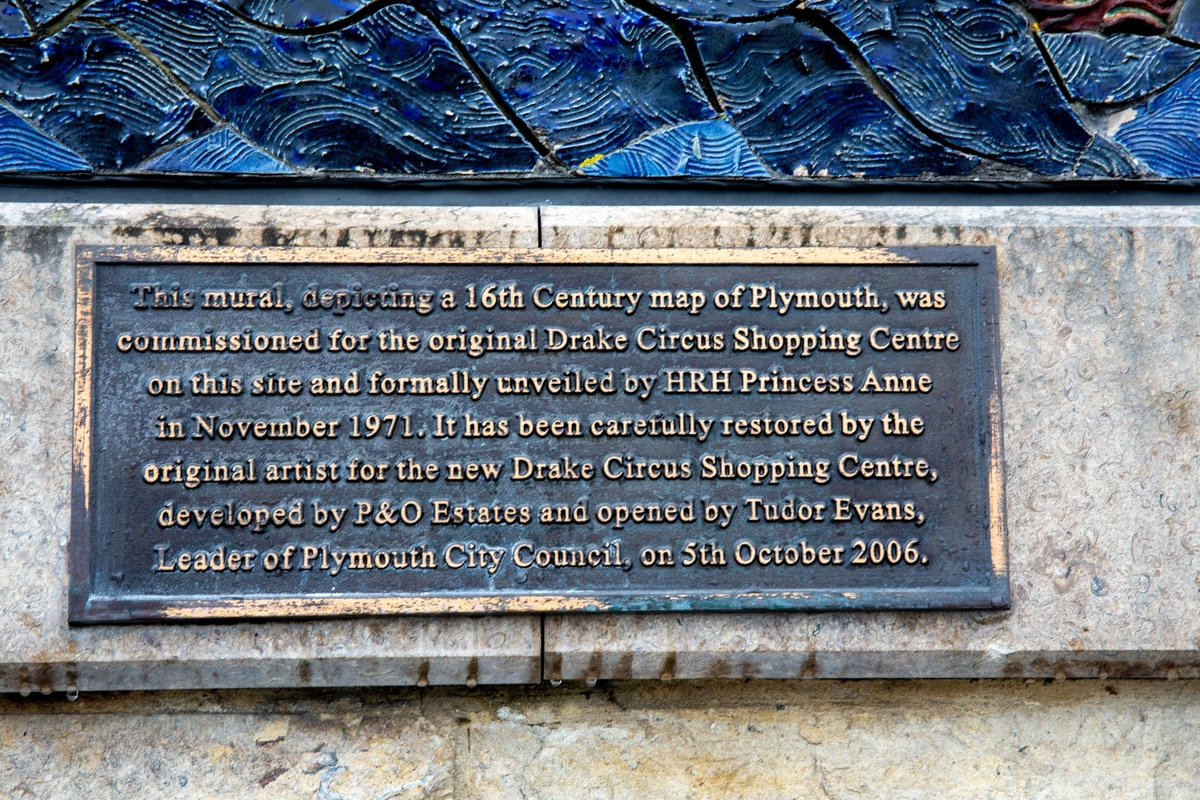 This mural, depicting a 16th Century map of Plymouth, was
commissioned for the original Drake Circus Shopping Centre
on this site and formally unveiled by HRH Princess Anne
in November 1971. It has been carefully restored by the
original artist for the new Drake Circus Shopping Centre,
developed by P&O Estates and opened by Tudor Evans,
Leader of Plymouth City Council, on 5th October 2006.